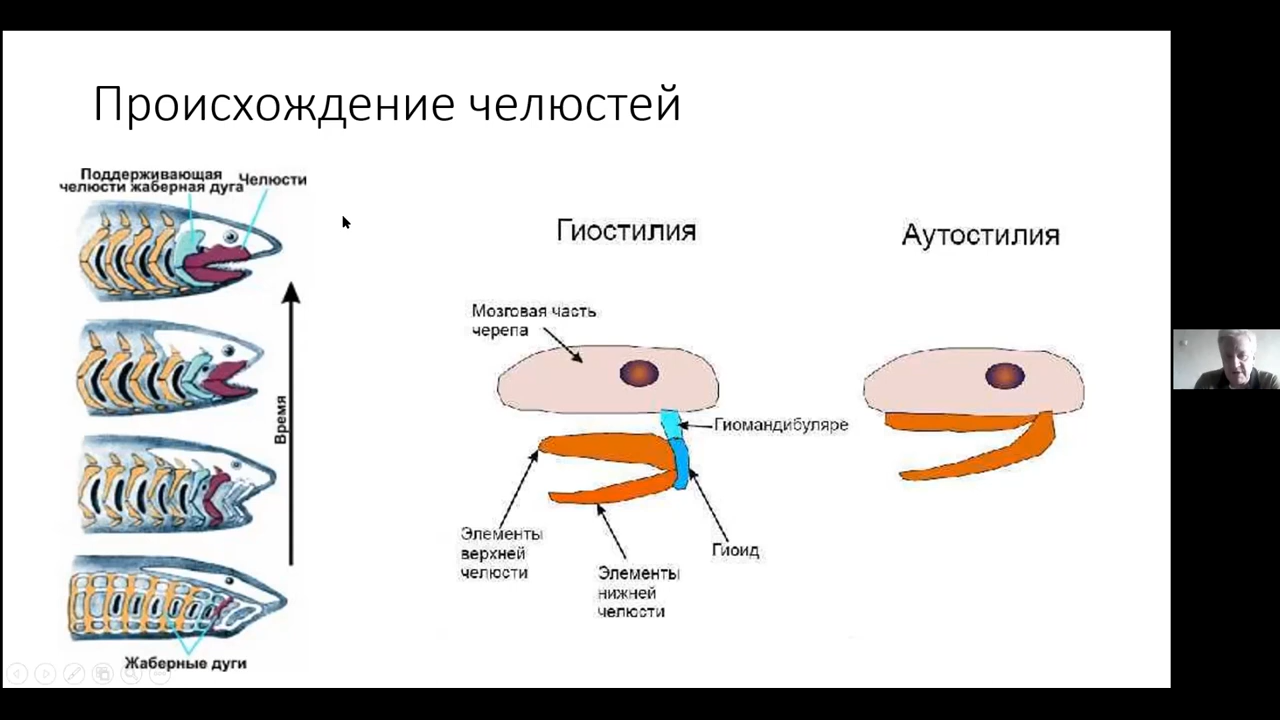 Происхождение челюстей
Поддерживающая
челюсти жаберная дуга
Челюсти
Время
Жаберные дуги
Гиостилия
Мозговая часть
черепа
Гиомандибуляре
Элементы
верхней
челюсти
Элементы
нижней
челюсти
Гиоид
Аутостилия